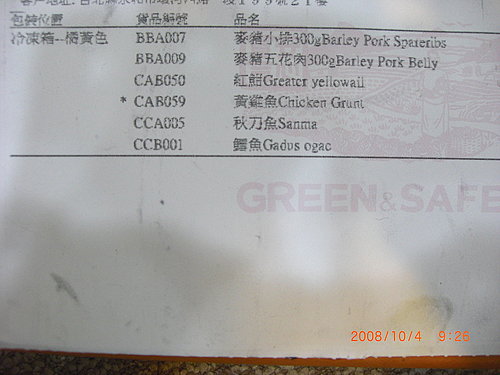 包裝位置 貨品編號 品名
冷凍箱--橘黃色 BBA007 麥豬小排300gBarley Pork Spareribs
BBA009 麥豬五花肉300gBarley Pork Belly
CAB050 紅魽Greater yellowtail
* CAB059 黃雞魚Chicken Grunt
CCA005 秋刀魚Sanma
CCB001 鱈魚Gadus ogac
GREEN&SAFE
2008/10/4 9:26